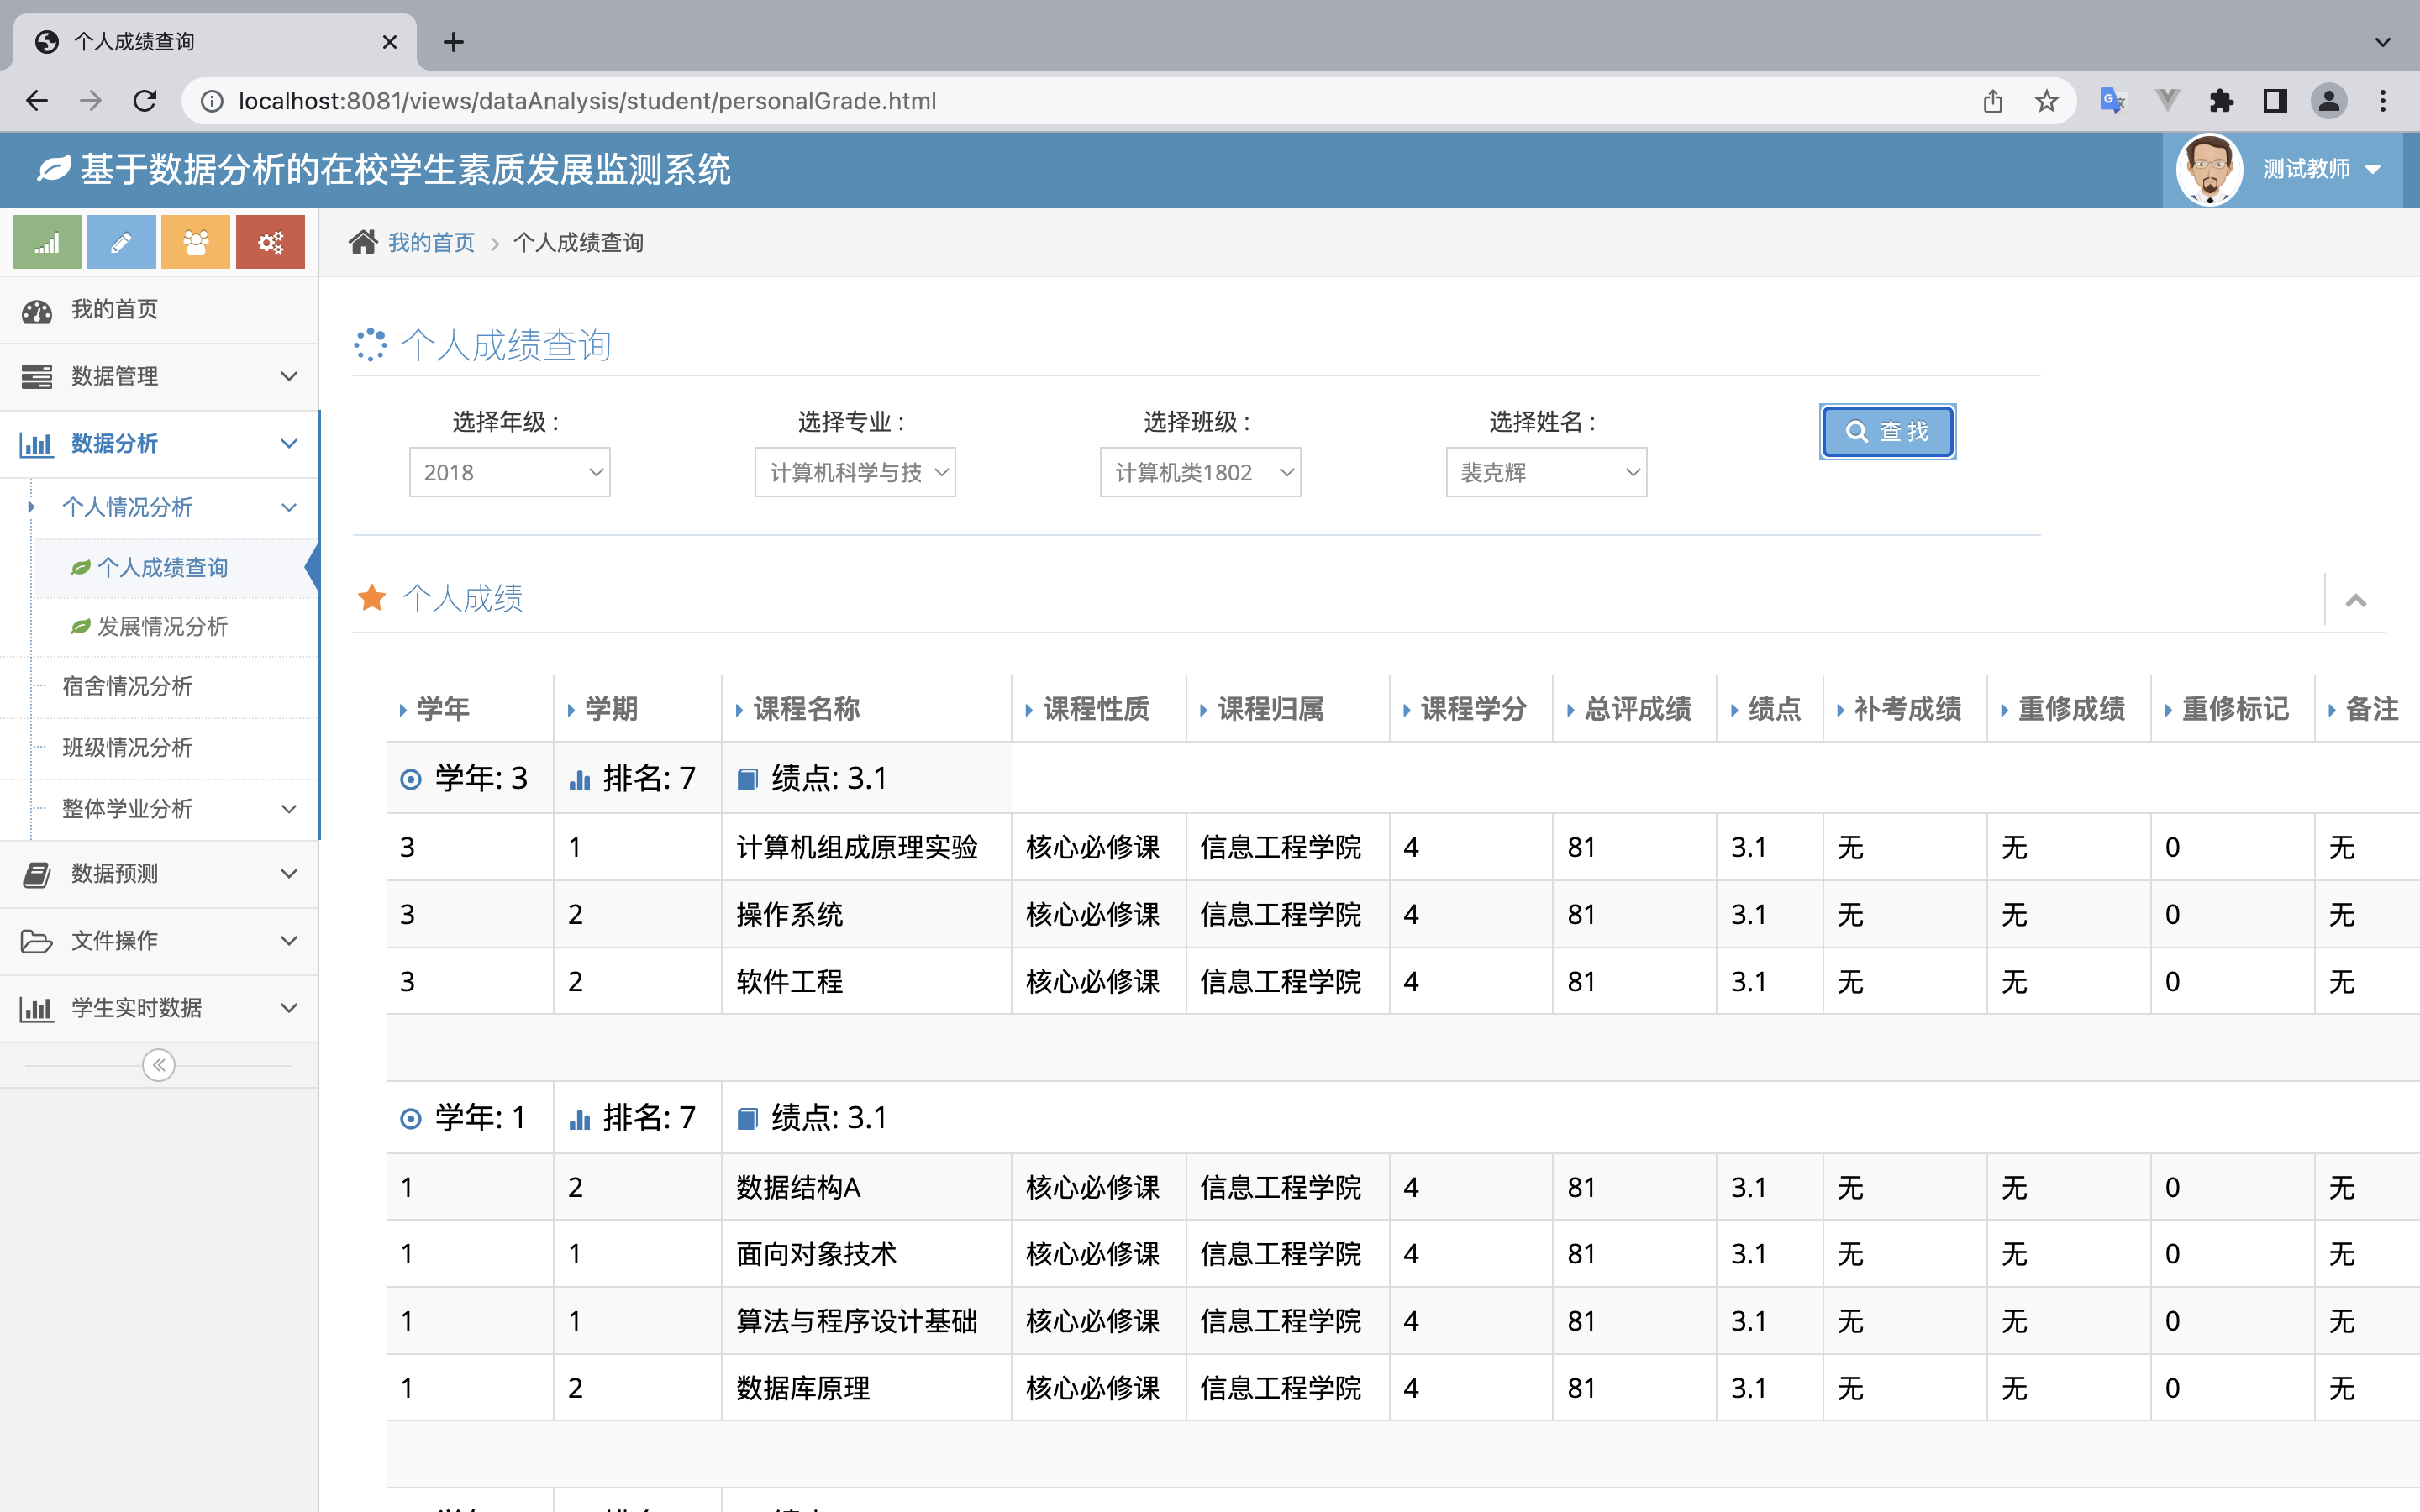 个人成绩查询
localhost:8081/views/dataAnalysis/student/personalGrade.html
基于数据分析的在校学生素质发展监测系统
测试教师
我的首页 > 个人成绩查询
我的首页
数据管理
数据分析
个人情况分析
个人成绩查询
发展情况分析
宿舍情况分析
班级情况分析
整体学业分析
数据预测
文件操作
学生实时数据
个人成绩查询
选择年级 : 选择专业 : 选择班级 : 选择姓名 :
2018 计算机科学与技 计算机类1802 裴克辉 查 找
个人成绩
学年 学期 课程名称 课程性质 课程归属 课程学分 总评成绩 绩点 补考成绩 重修成绩 重修标记 备注
学年: 3 排名: 7 绩点: 3.1
3 1 计算机组成原理实验 核心必修课 信息工程学院 4 81 3.1 无 无 0 无
3 2 操作系统 核心必修课 信息工程学院 4 81 3.1 无 无 0 无
3 2 软件工程 核心必修课 信息工程学院 4 81 3.1 无 无 0 无
学年: 1 排名: 7 绩点: 3.1
1 2 数据结构A 核心必修课 信息工程学院 4 81 3.1 无 无 0 无
1 1 面向对象技术 核心必修课 信息工程学院 4 81 3.1 无 无 0 无
1 1 算法与程序设计基础 核心必修课 信息工程学院 4 81 3.1 无 无 0 无
1 2 数据库原理 核心必修课 信息工程学院 4 81 3.1 无 无 0 无